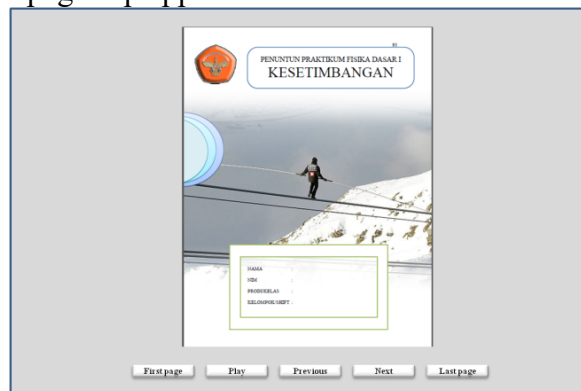 PENUNTUN PRAKTIKUM FISIKA DASAR I
KESETIMBANGAN
NAMA :
NIM :
PRODI/KELAS :
KELOMPOK/SHIFT :
First page Play Previous Next Last page